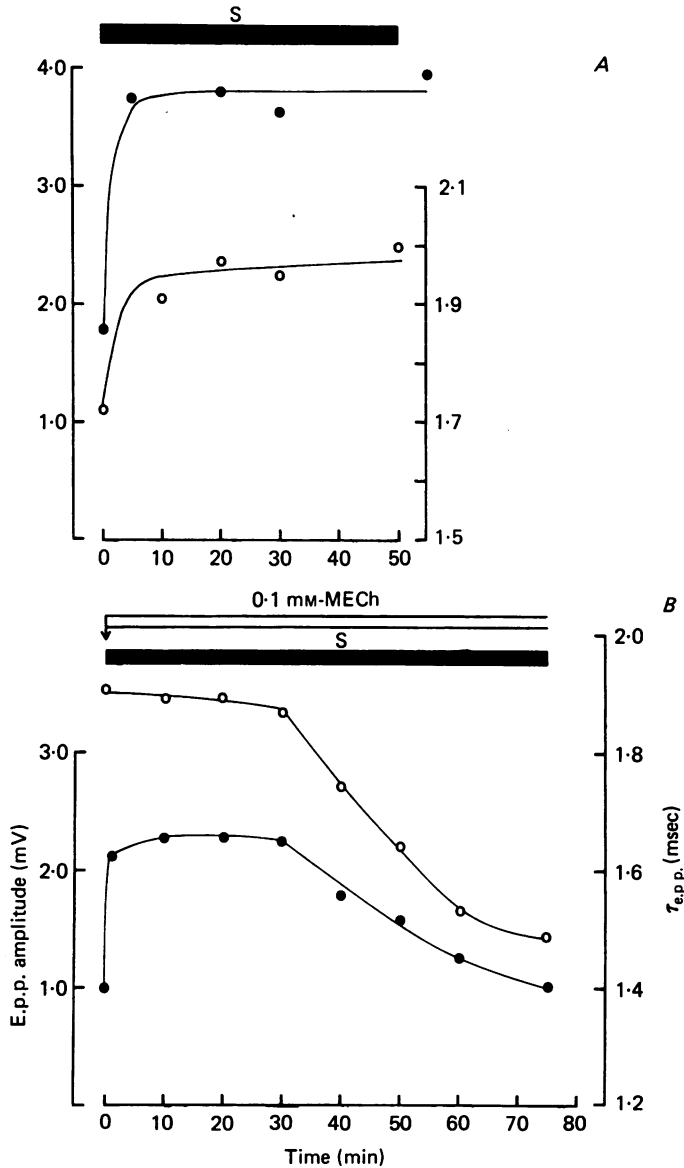 S
A
4·0
3·0
2·0
1·0
2·1
1·9
1·7
1·5
0 10 20 30 40 50
0·1 mM-MECh
B
S
3·0
2·0
1·0
2·0
1·8
1·6
1·4
1·2
E.p.p. amplitude (mV)
τe.p.p. (msec)
0 10 20 30 40 50 60 70 80
Time (min)